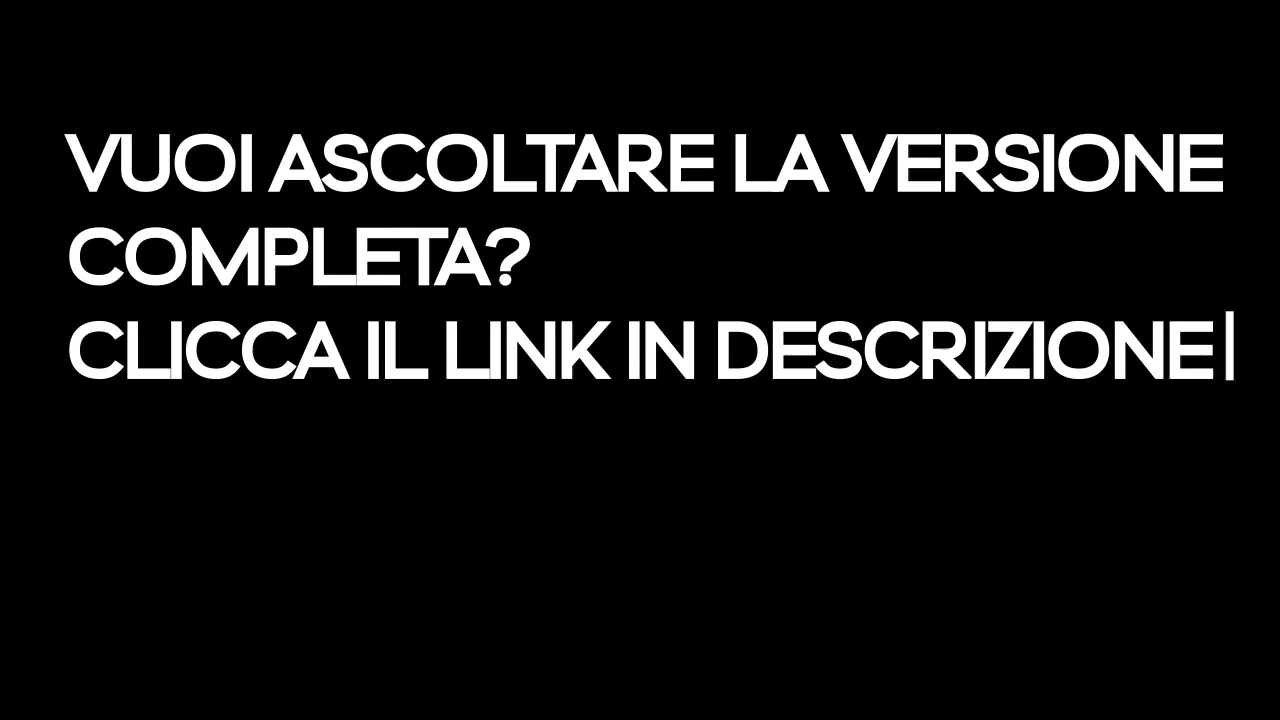 VUOI ASCOLTARE LA VERSIONE
COMPLETA?
CLICCA IL LINK IN DESCRIZIONE|